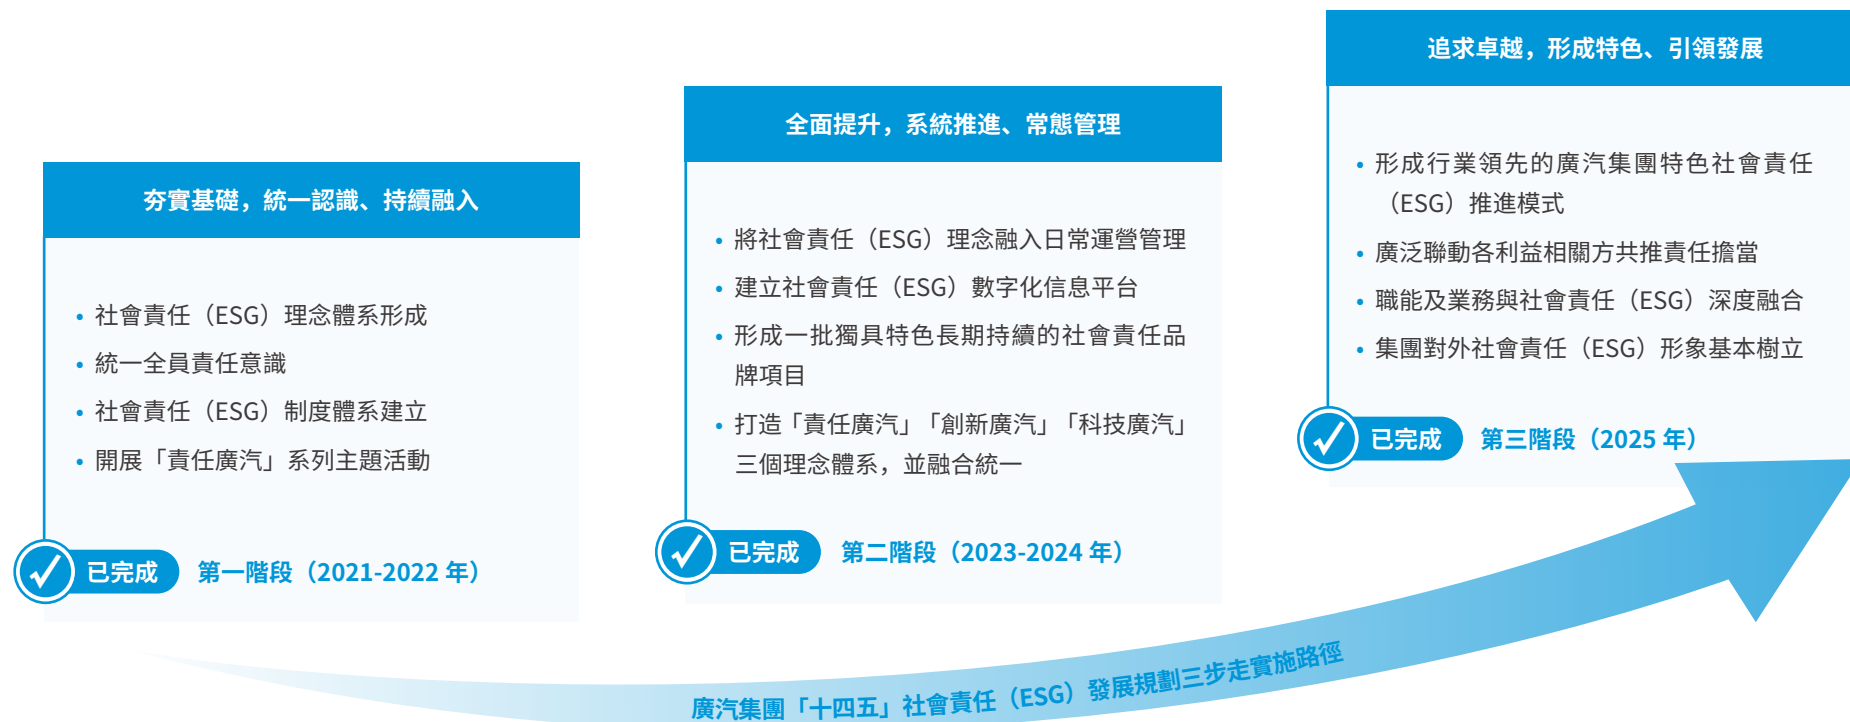 夯實基礎，統一認識、持續融入
• 社會責任（ESG）理念體系形成
• 統一全員責任意識
• 社會責任（ESG）制度體系建立
• 開展「責任廣汽」系列主題活動
已完成 第一階段（2021-2022 年）
全面提升，系統推進、常態管理
• 將社會責任（ESG）理念融入日常運營管理
• 建立社會責任（ESG）數字化信息平台
• 形成一批獨具特色長期持續的社會責任品
牌項目
• 打造「責任廣汽」「創新廣汽」「科技廣汽」
三個理念體系，並融合統一
已完成 第二階段（2023-2024 年）
追求卓越，形成特色、引領發展
• 形成行業領先的廣汽集團特色社會責任
（ESG）推進模式
• 廣泛聯動各利益相關方共推責任擔當
• 職能及業務與社會責任（ESG）深度融合
• 集團對外社會責任（ESG）形象基本樹立
已完成 第三階段（2025 年）
廣汽集團「十四五」社會責任（ESG）發展規劃三步走實施路徑